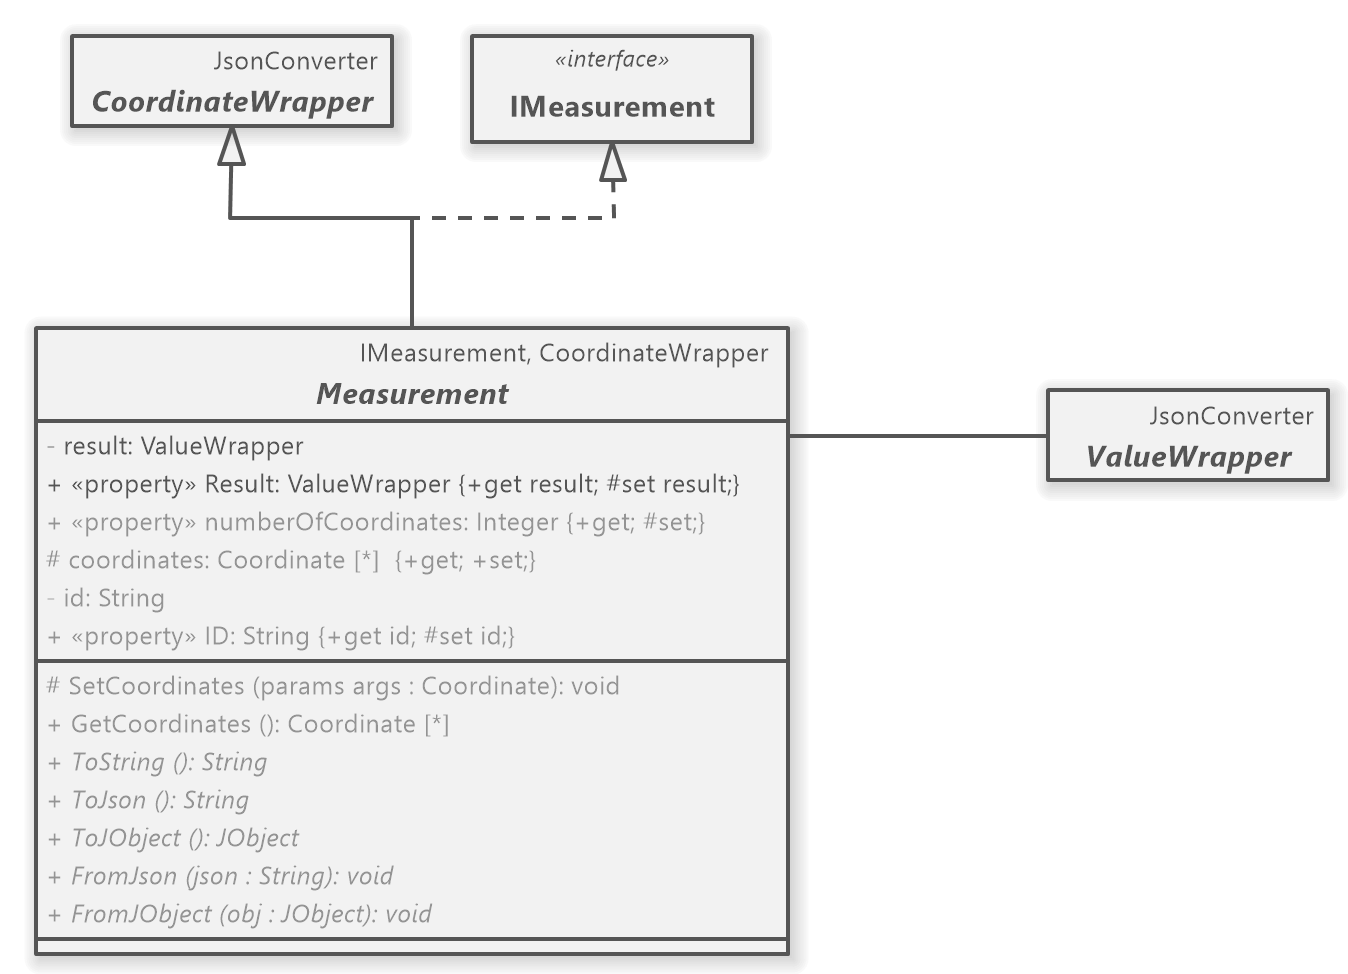 JsonConverter
CoordinateWrapper
«interface»
IMeasurement
IMeasurement, CoordinateWrapper
Measurement
- result: ValueWrapper
+ «property» Result: ValueWrapper {+get result; #set result;}
+ «property» numberOfCoordinates: Integer {+get; #set;}
# coordinates: Coordinate [*]  {+get; +set;}
- id: String
+ «property» ID: String {+get id; #set id;}
# SetCoordinates (params args : Coordinate): void
+ GetCoordinates (): Coordinate [*]
+ ToString (): String
+ ToJson (): String
+ ToJObject (): JObject
+ FromJson (json : String): void
+ FromJObject (obj : JObject): void
JsonConverter
ValueWrapper